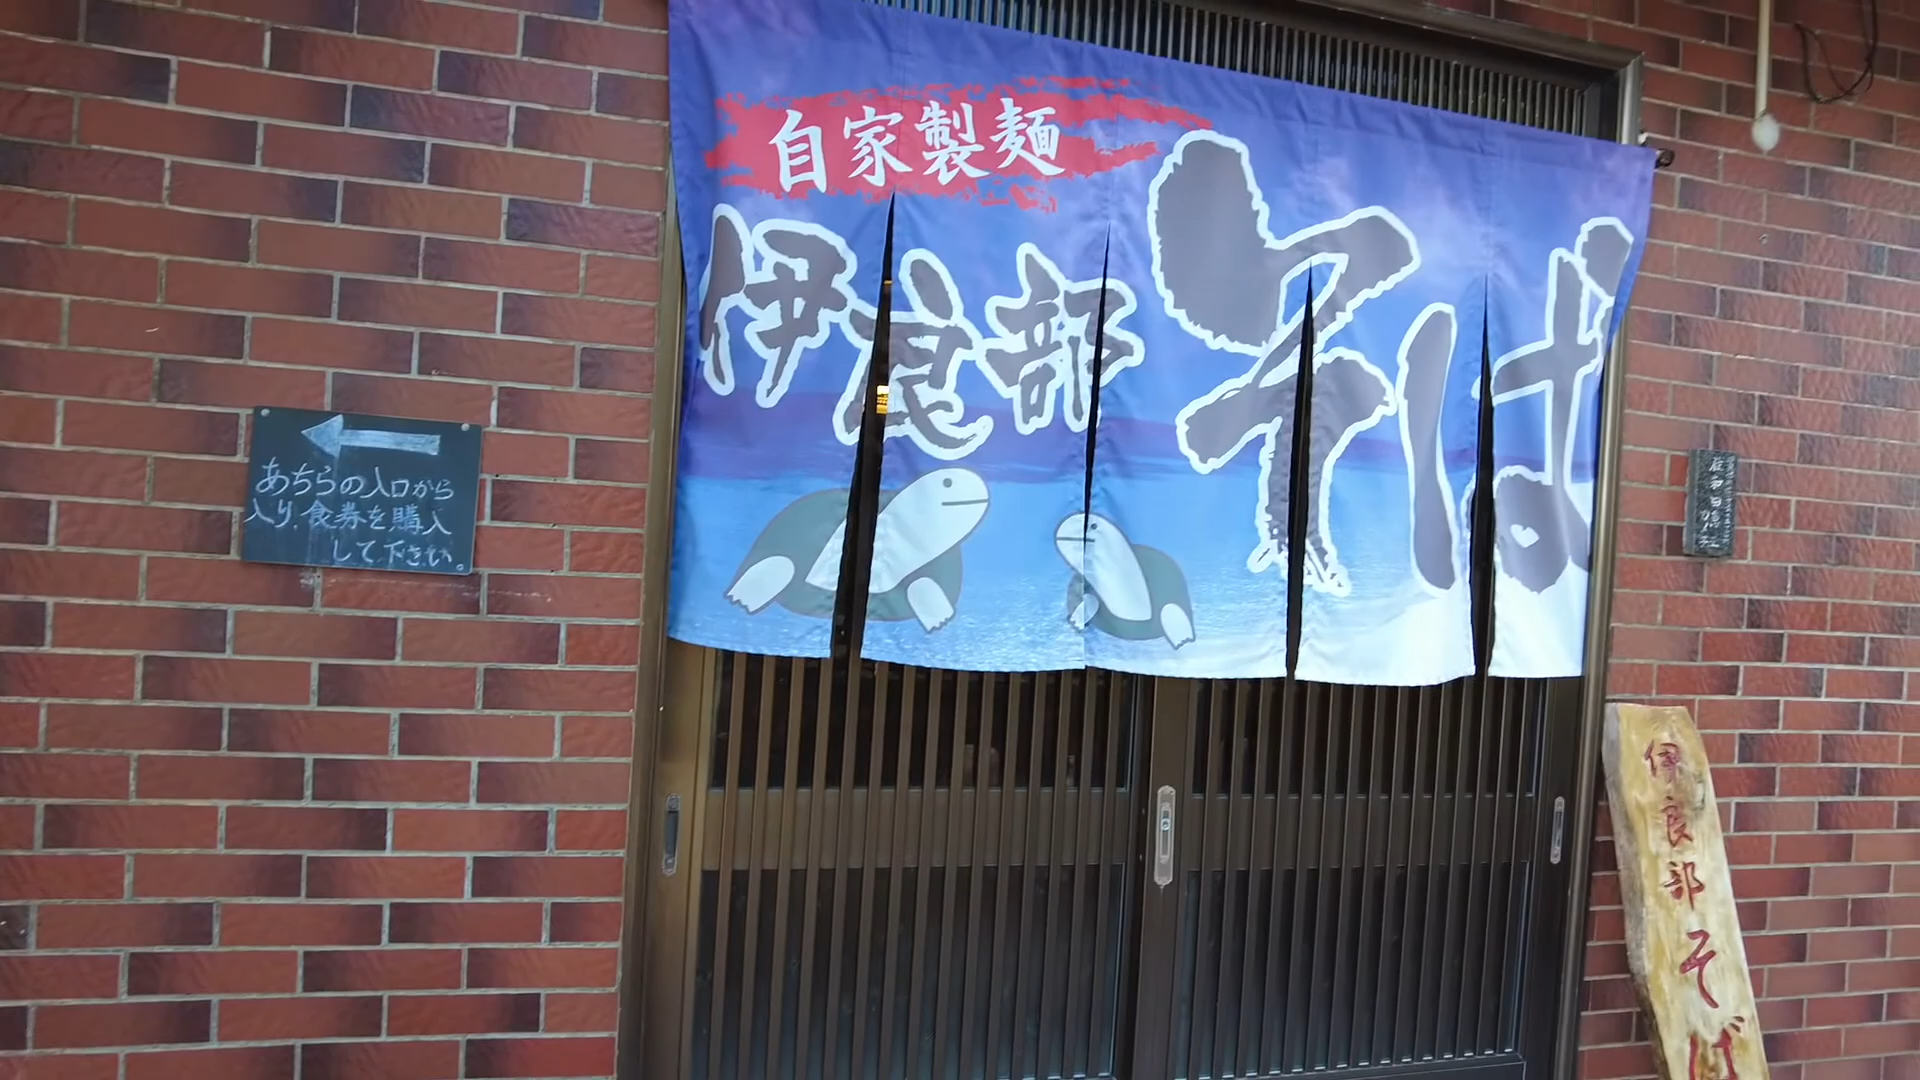 自家製麺
伊良部そば
あちらの入口から
入り、食券を購入
して下さい。
伊良部そば